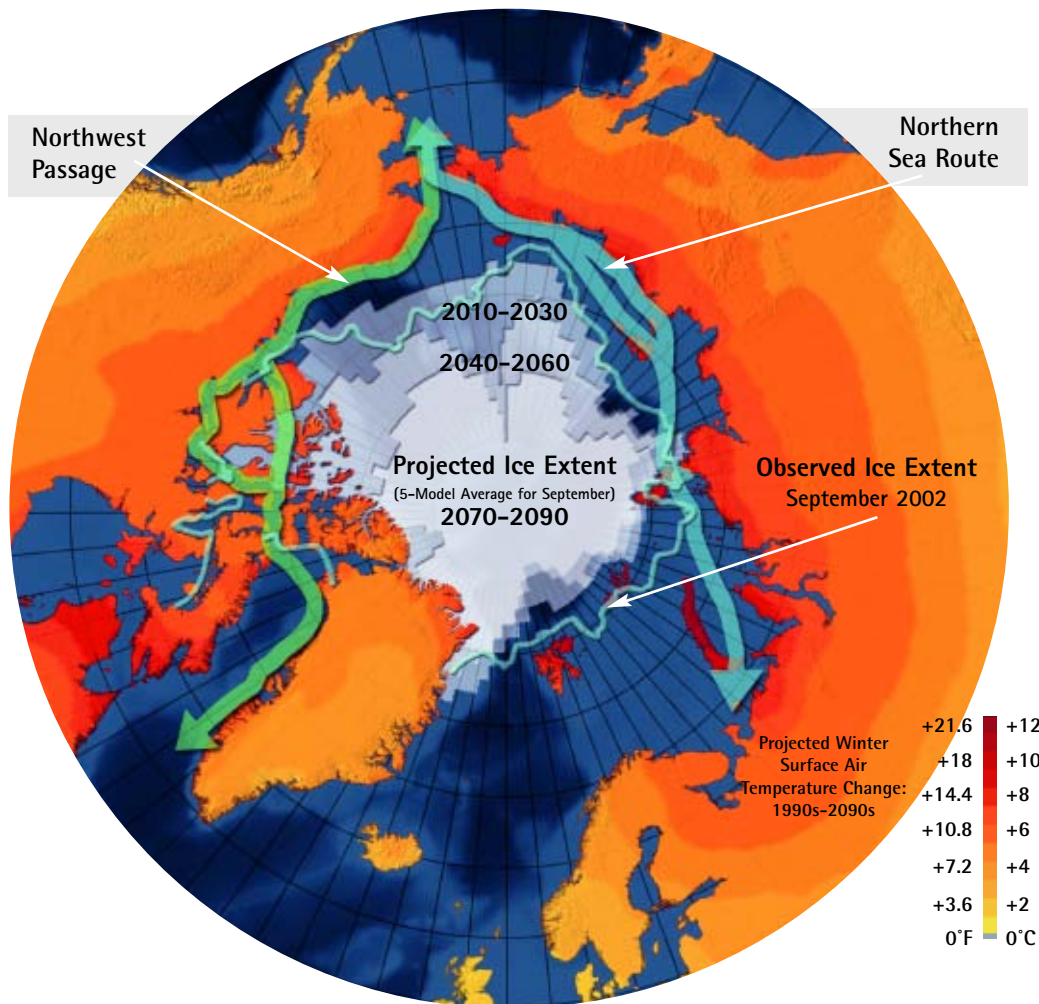 Northwest
Passage
Northern
Sea Route
2010–2030
2040–2060
Projected Ice Extent
(5–Model Average for September)
2070–2090
Observed Ice Extent
September 2002
Projected Winter
Surface Air
Temperature Change:
1990s–2090s
+21.6 +12
+18 +10
+14.4 +8
+10.8 +6
+7.2 +4
+3.6 +2
0˚F 0˚C